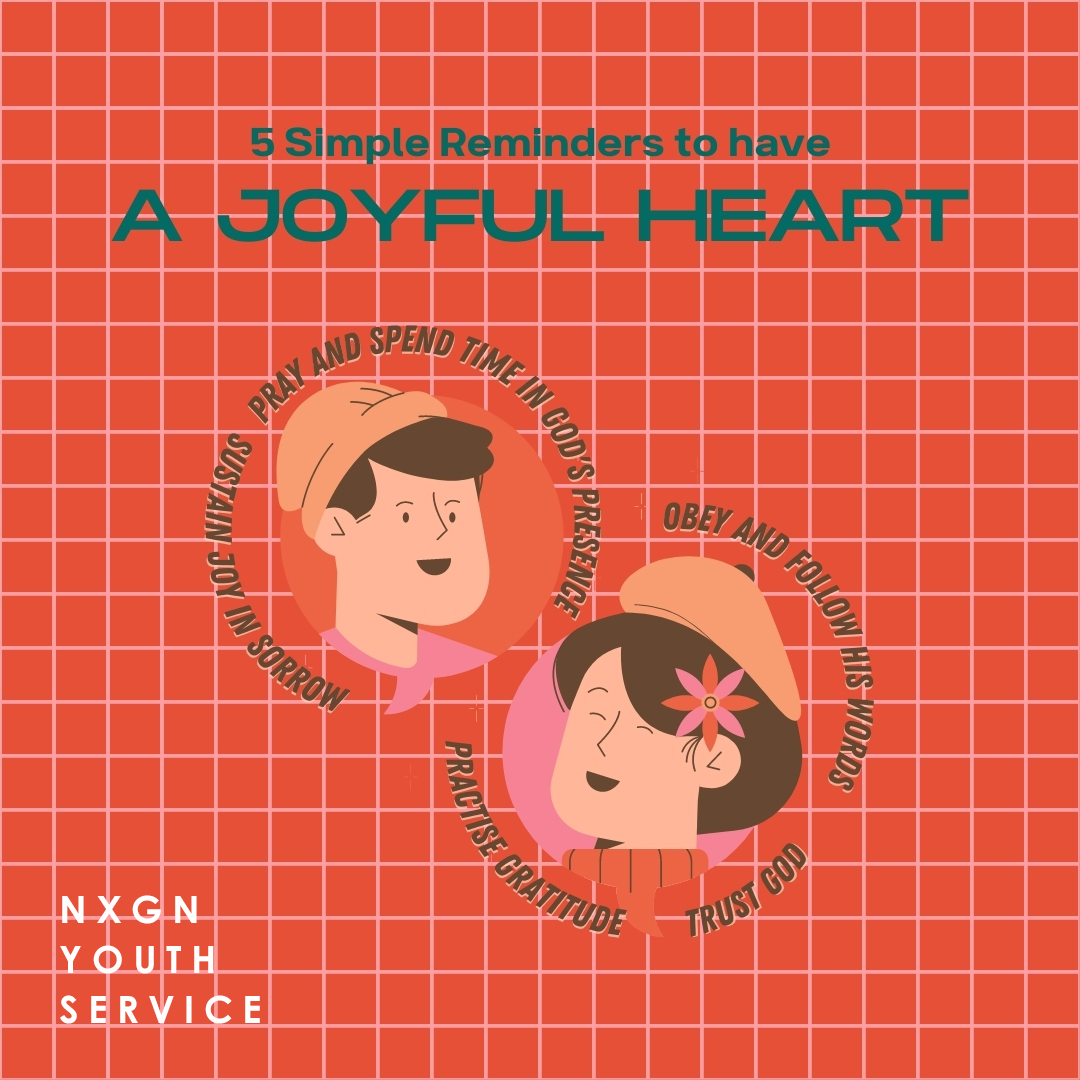 5 Simple Reminders to have
A JOYFUL HEART
PRAY AND SPEND TIME IN GOD'S PRESENCE
SUSTAIN JOY IN SORROW
OBEY AND FOLLOW HIS WORDS
PRACTISE GRATITUDE
TRUST GOD
NXGN
YOUTH
SERVICE